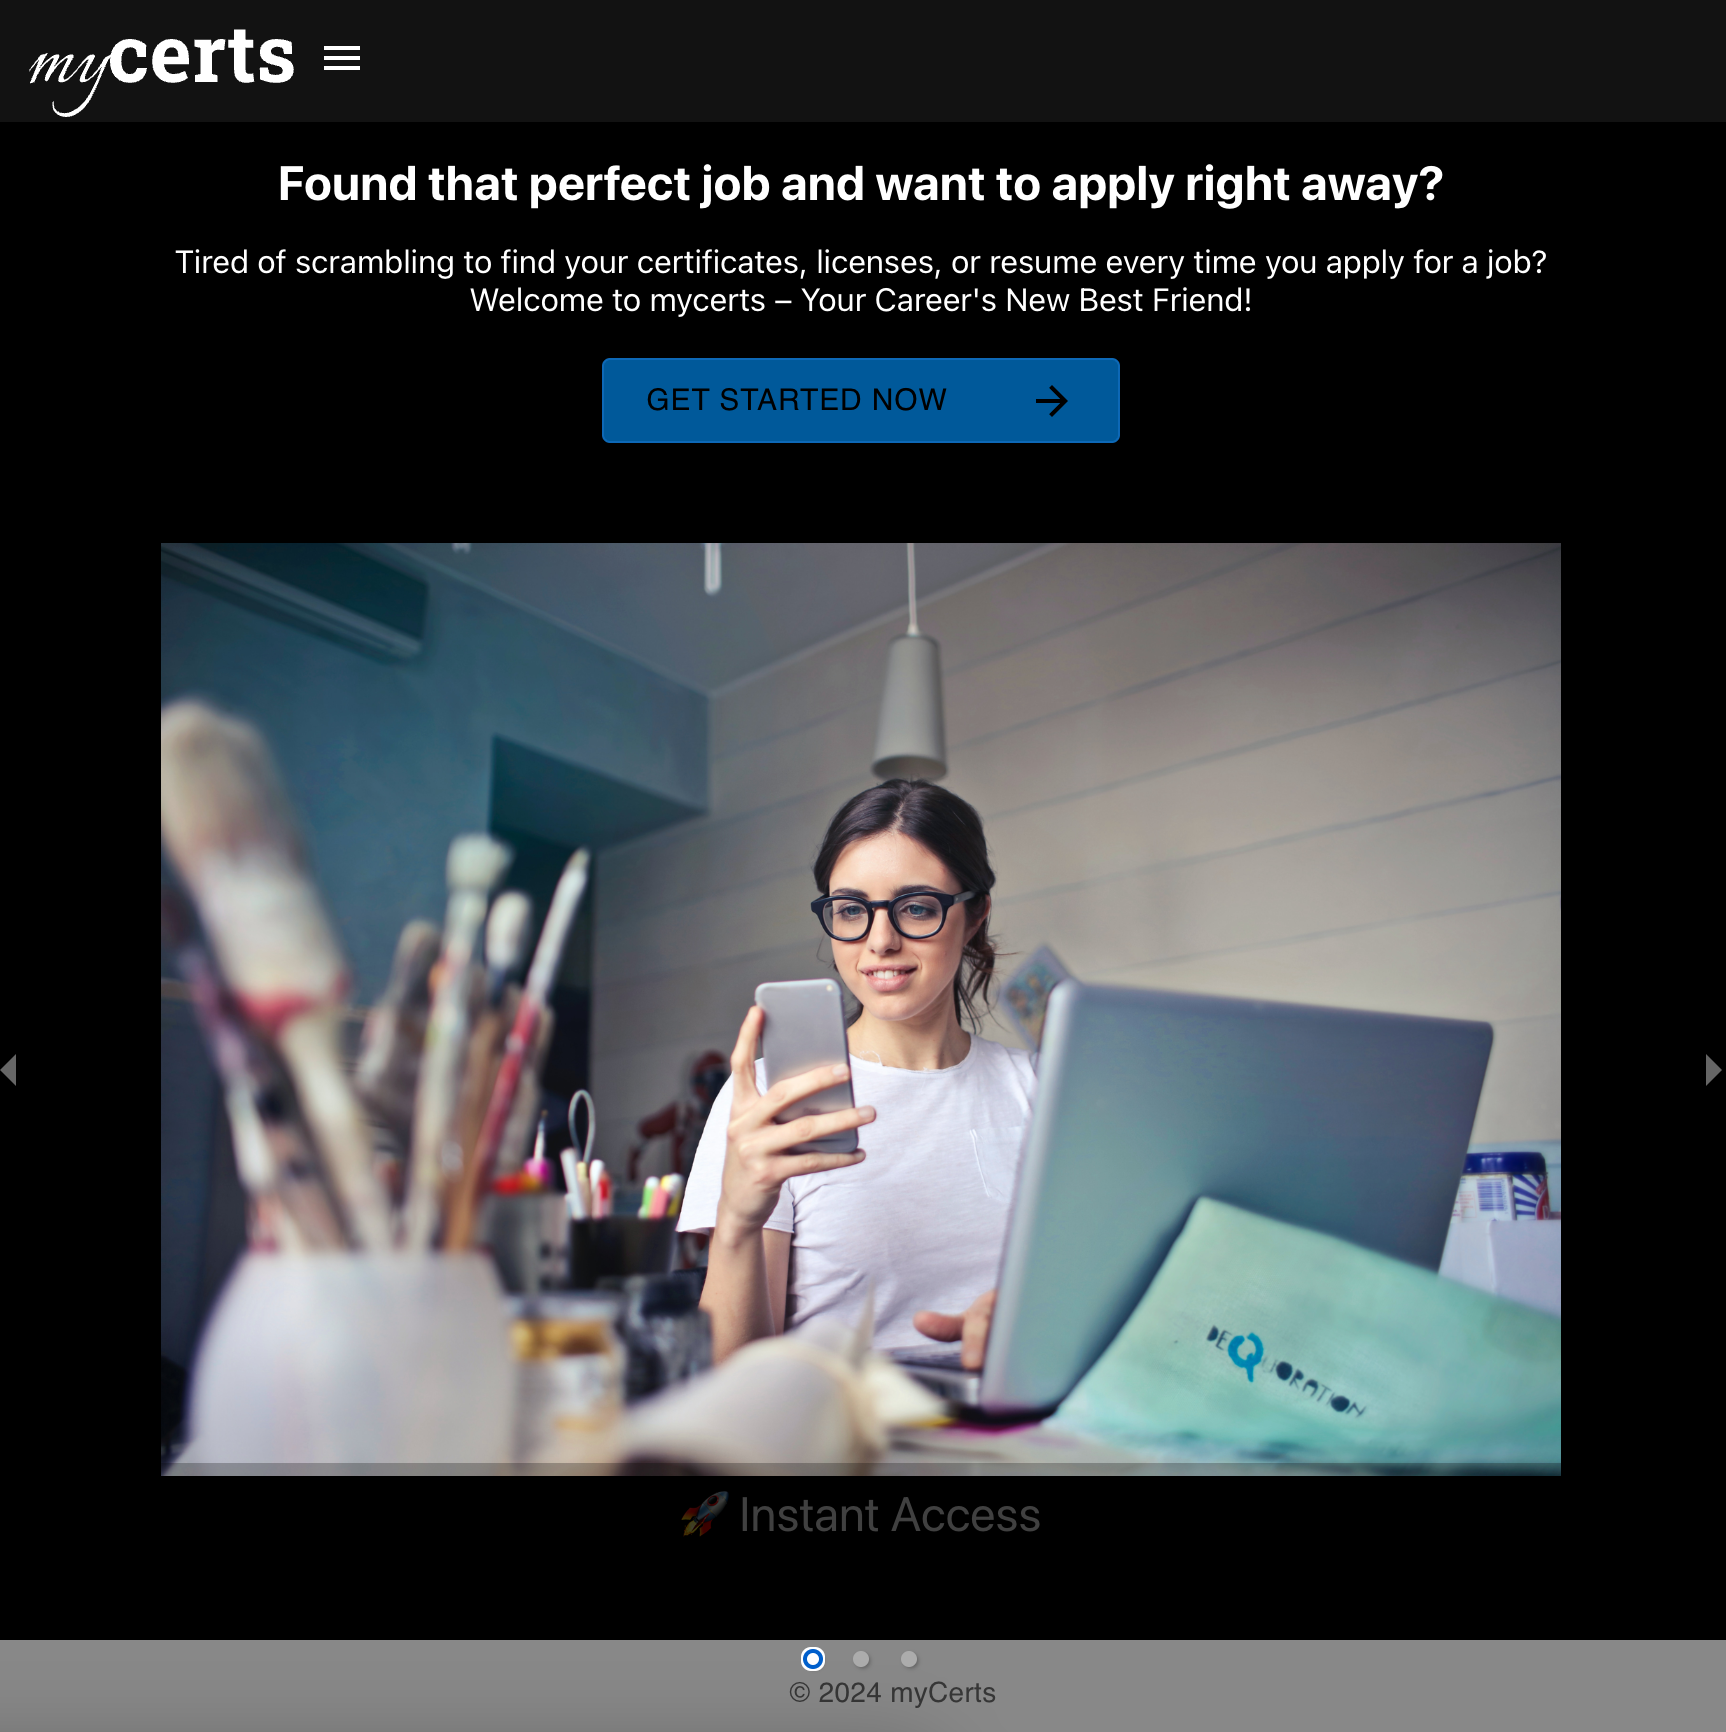 mycerts
Found that perfect job and want to apply right away?
Tired of scrambling to find your certificates, licenses, or resume every time you apply for a job?
Welcome to mycerts – Your Career's New Best Friend!
GET STARTED NOW
DEQUORATION
🚀 Instant Access
© 2024 myCerts